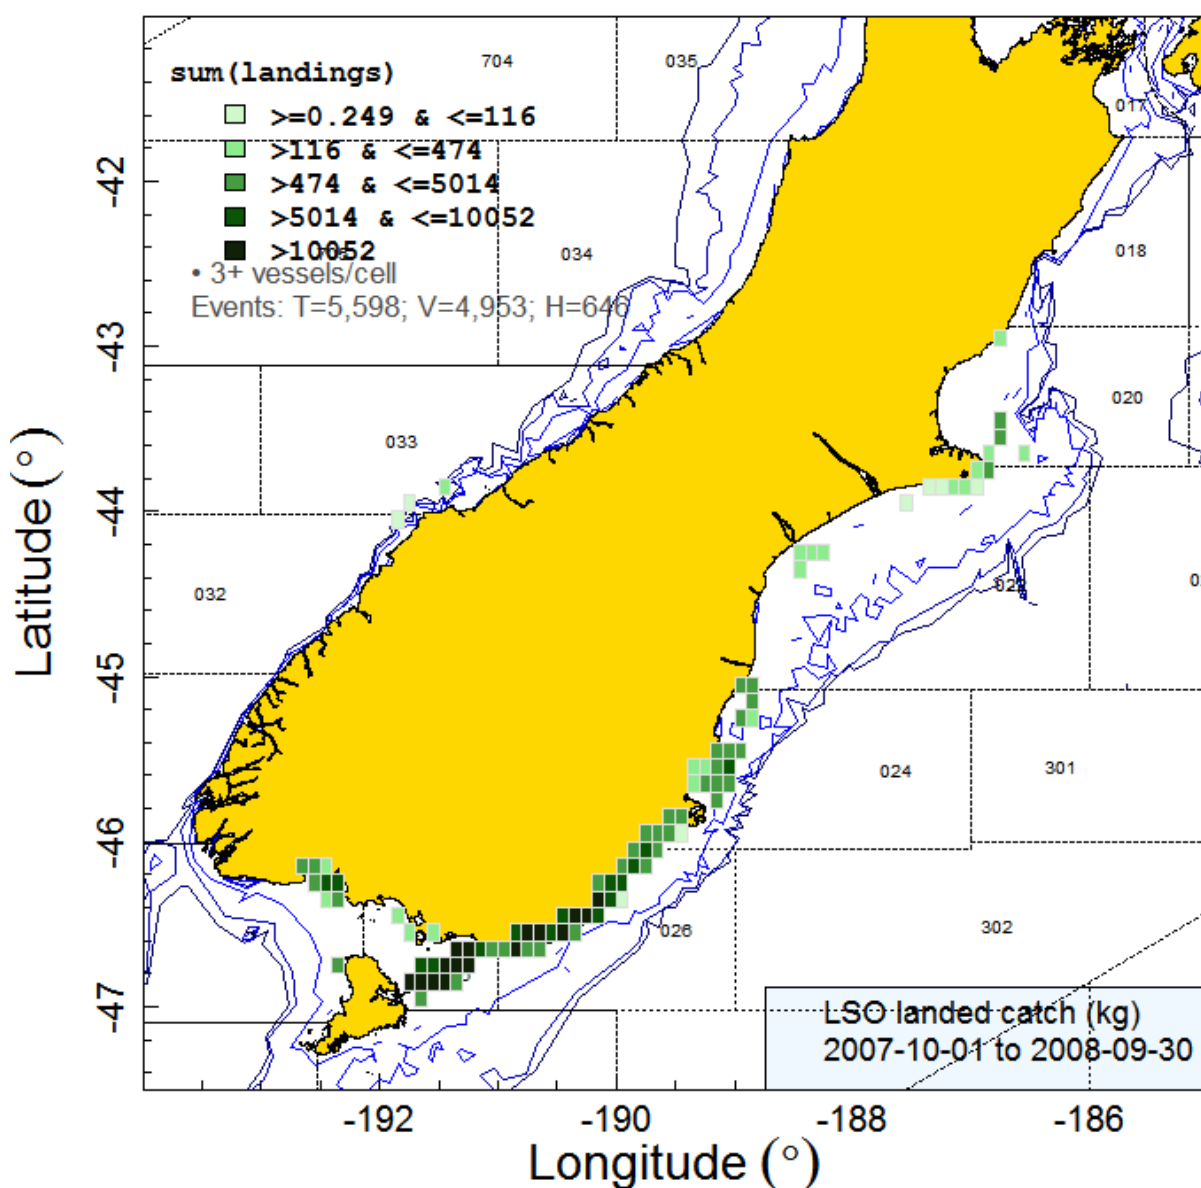 704
035
sum(landings)
>=0.249 & <=116
>116 & <=474
>474 & <=5014
>5014 & <=10052
>10052
• 3+ vessels/cell
Events: T=5,598; V=4,953; H=646
017
034
018
033
020
032
022
024
301
026
302
LSO landed catch (kg)
2007-10-01 to 2008-09-30
-42
-43
-44
-45
-46
-47
Latitude (°)
-192
-190
-188
-186
Longitude (°)